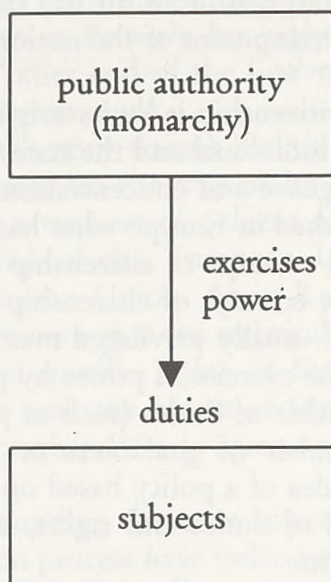 public authority
(monarchy)
exercises
power
duties
subjects